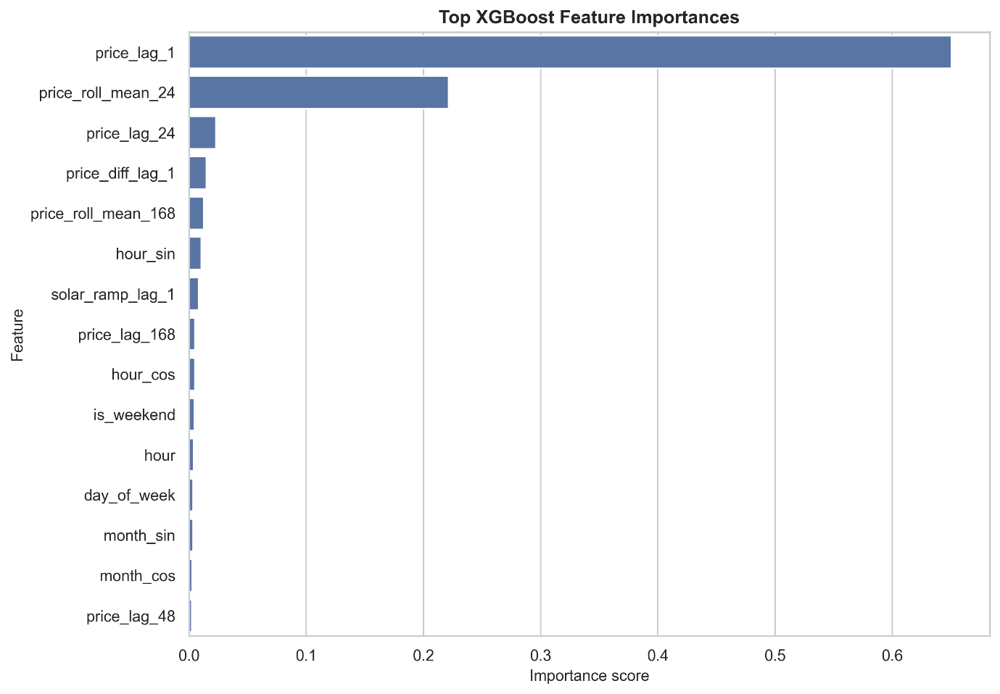 Top XGBoost Feature Importances
price_lag_1
price_roll_mean_24
price_lag_24
price_diff_lag_1
price_roll_mean_168
hour_sin
solar_ramp_lag_1
price_lag_168
hour_cos
is_weekend
hour
day_of_week
month_sin
month_cos
price_lag_48
Feature
0.0 0.1 0.2 0.3 0.4 0.5 0.6
Importance score